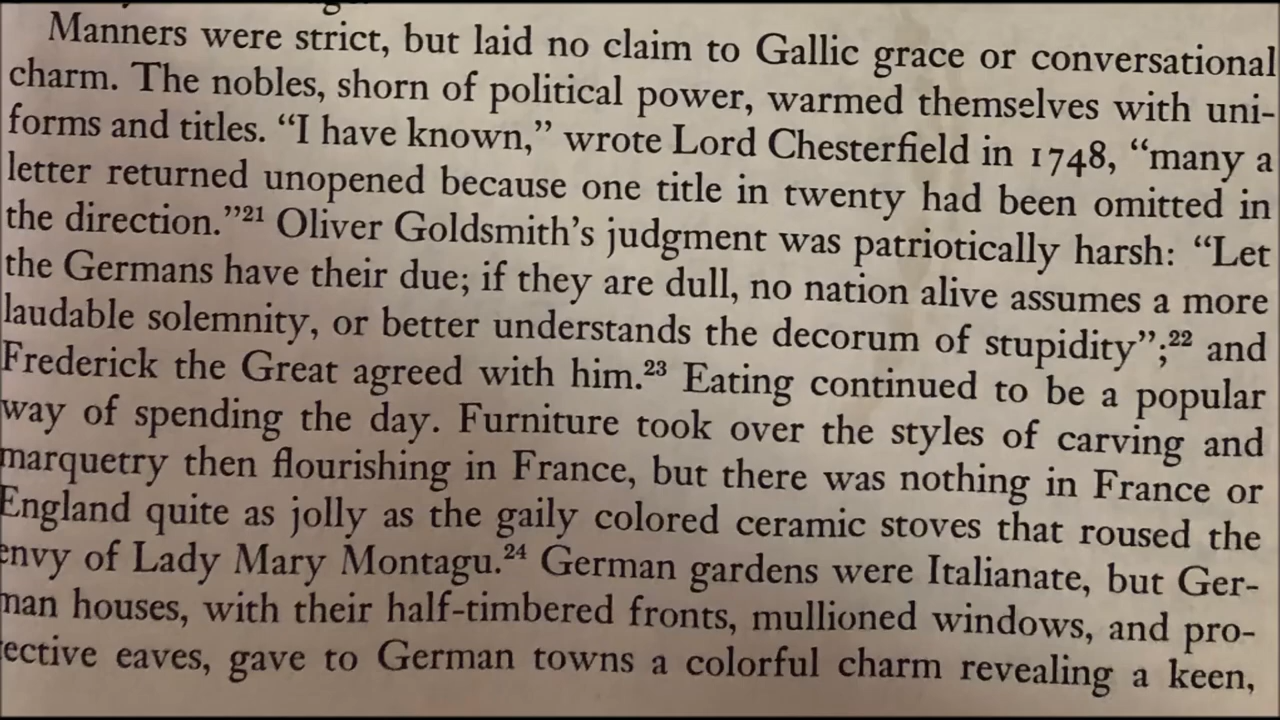 Manners were strict, but laid no claim to Gallic grace or conversational
charm. The nobles, shorn of political power, warmed themselves with uni-
forms and titles. “I have known,” wrote Lord Chesterfield in 1748, “many a
letter returned unopened because one title in twenty had been omitted in
the direction.”21 Oliver Goldsmith’s judgment was patriotically harsh: “Let
the Germans have their due; if they are dull, no nation alive assumes a more
laudable solemnity, or better understands the decorum of stupidity”;22 and
Frederick the Great agreed with him.23 Eating continued to be a popular
way of spending the day. Furniture took over the styles of carving and
marquetry then flourishing in France, but there was nothing in France or
England quite as jolly as the gaily colored ceramic stoves that roused the
envy of Lady Mary Montagu.24 German gardens were Italianate, but Ger-
man houses, with their half-timbered fronts, mullioned windows, and pro-
ective eaves, gave to German towns a colorful charm revealing a keen,